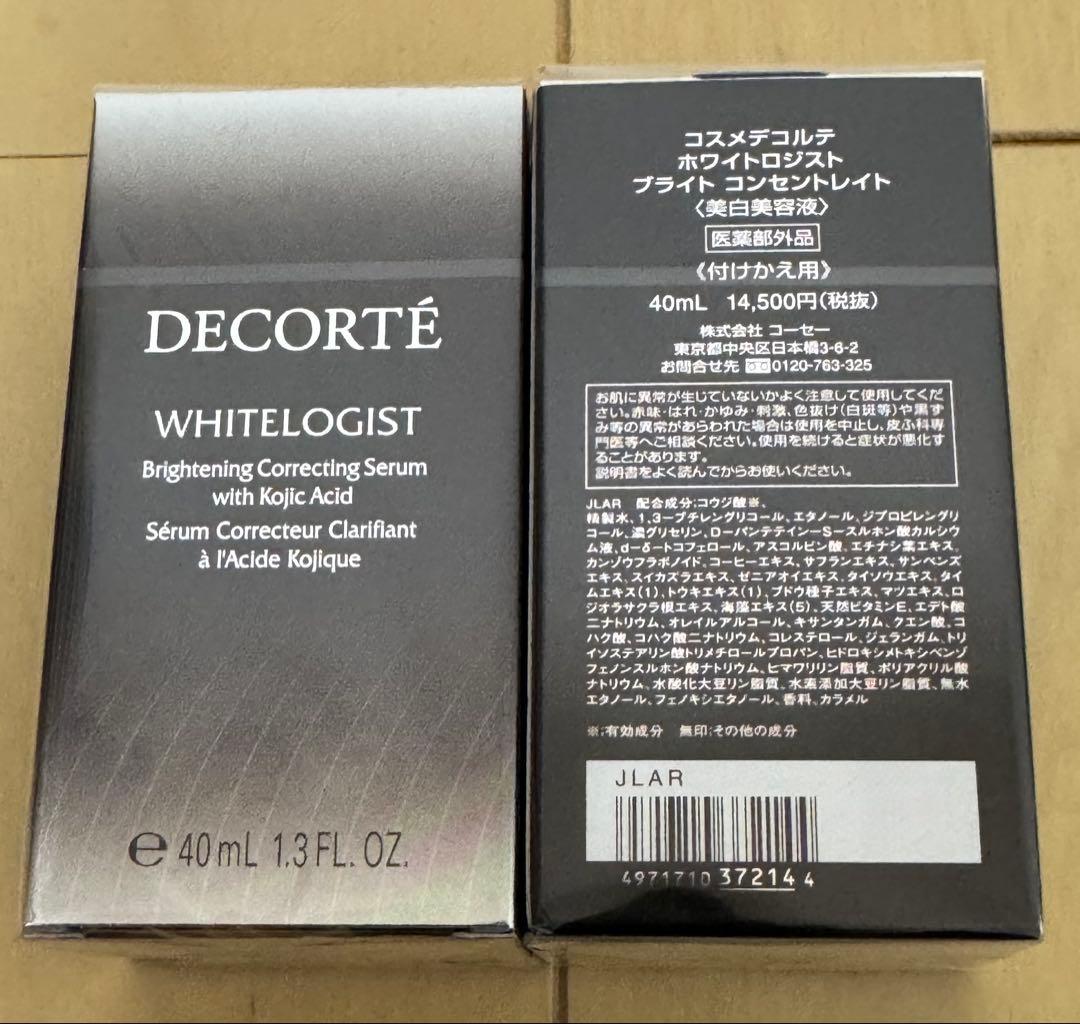 DECORTÉ
WHITELOGIST
Brightening Correcting Serum
with Kojic Acid
Sérum Correcteur Clarifiant
à l'Acide Kojique
℮ 40 mL 1.3 FL. OZ.
コスメデコルテ
ホワイトロジスト
ブライト コンセントレイト
〈美白美容液〉
医薬部外品
《付けかえ用》
40mL 14,500円(税抜)
株式会社 コーセー
東京都中央区日本橋3-6-2
お問合せ先 0120-763-325
お肌に異常が生じていないかよく注意して使用してくだ
さい。赤味・はれ・かゆみ・刺激、色抜け(白斑等)や黒ず
み等の異常があらわれた場合は使用を中止し、皮ふ科専
門医等へご相談ください。使用を続けると症状が悪化す
ることがあります。
説明書をよく読んでからお使いください。
JLAR 配合成分:コウジ酸※、
精製水、1,3-ブチレングリコール、エタノール、ジプロピレングリ
コール、濃グリセリン、D-パンテテイン-S-スルホン酸カルシウ
ム液、d-δ-トコフェロール、アスコルビン酸、エチナシ葉エキス、
カンゾウフラボノイド、コーヒーエキス、サフランエキス、サンペンズ
エキス、スイカズラエキス、ゼニアオイエキス、タイソウエキス、タイ
ムエキス(1)、トウキエキス(1)、ブドウ種子エキス、マツエキス、ロ
ジオラサクラ根エキス、海藻エキス(5)、天然ビタミンE、エデト酸
二ナトリウム、オレイルアルコール、キサンタンガム、クエン酸、コ
ハク酸、コハク酸二ナトリウム、コレステロール、ジェランガム、トリ
イソステアリン酸トリメチロールプロパン、ヒドロキシメトキシベンゾ
フェノンスルホン酸ナトリウム、ヒマワリリン脂質、ポリアクリル酸
ナトリウム、水酸化大豆リン脂質、水素添加大豆リン脂質、無水
エタノール、フェノキシエタノール、香料、カラメル
※:有効成分 無印:その他の成分
JLAR
4971710 37214 4